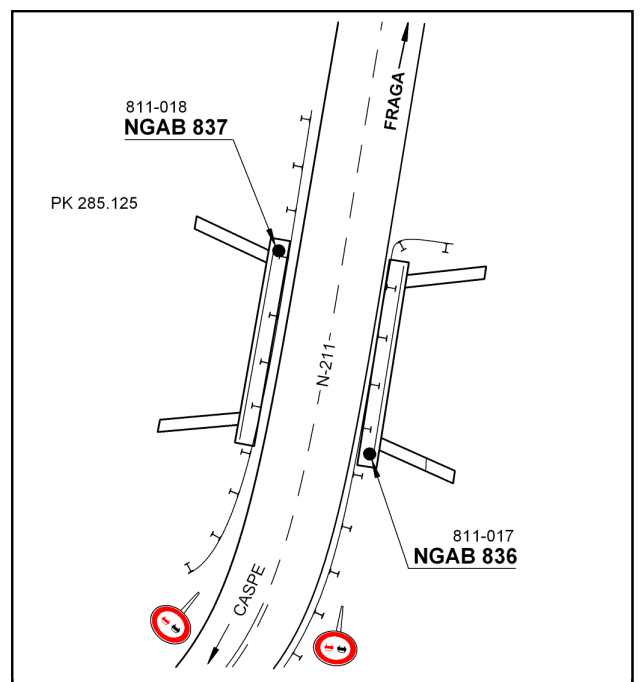 FRAGA
811-018
NGAB 837
PK 285.125
N-211
811-017
NGAB 836
CASPE